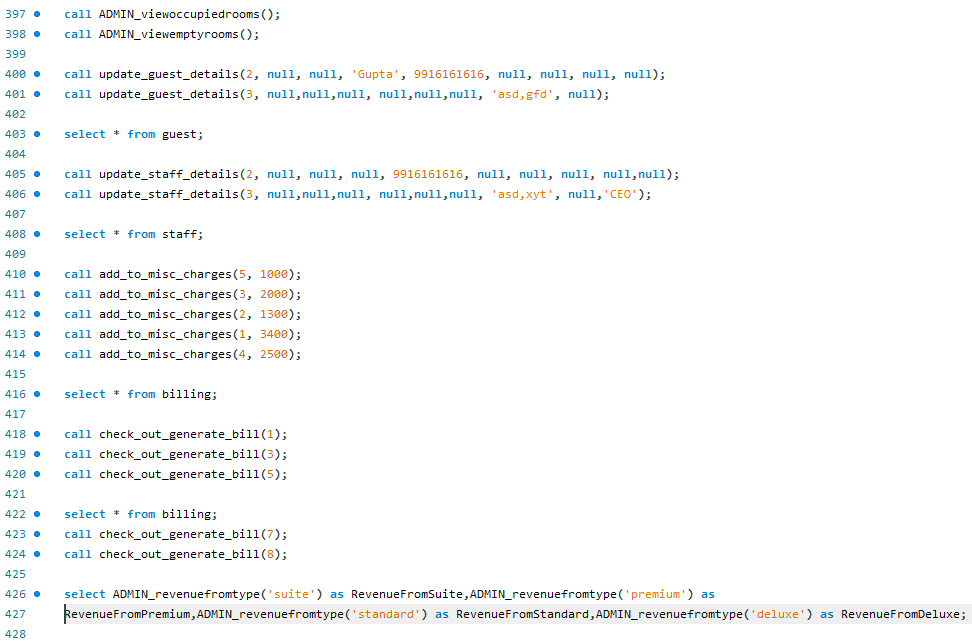 397 call ADMIN_viewoccupiedrooms();
398 call ADMIN_viewemptyrooms();
399
400 call update_guest_details(2, null, null, 'Gupta', 9916161616, null, null, null, null);
401 call update_guest_details(3, null,null,null, null,null,null, 'asd,gfd', null);
402
403 select * from guest;
404
405 call update_staff_details(2, null, null, null, 9916161616, null, null, null, null,null);
406 call update_staff_details(3, null,null,null, null,null,null, 'asd,xyt', null,'CEO');
407
408 select * from staff;
409
410 call add_to_misc_charges(5, 1000);
411 call add_to_misc_charges(3, 2000);
412 call add_to_misc_charges(2, 1300);
413 call add_to_misc_charges(1, 3400);
414 call add_to_misc_charges(4, 2500);
415
416 select * from billing;
417
418 call check_out_generate_bill(1);
419 call check_out_generate_bill(3);
420 call check_out_generate_bill(5);
421
422 select * from billing;
423 call check_out_generate_bill(7);
424 call check_out_generate_bill(8);
425
426 select ADMIN_revenuefromtype('suite') as RevenueFromSuite,ADMIN_revenuefromtype('premium') as
427 RevenueFromPremium,ADMIN_revenuefromtype('standard') as RevenueFromStandard,ADMIN_revenuefromtype('deluxe') as RevenueFromDeluxe;
428